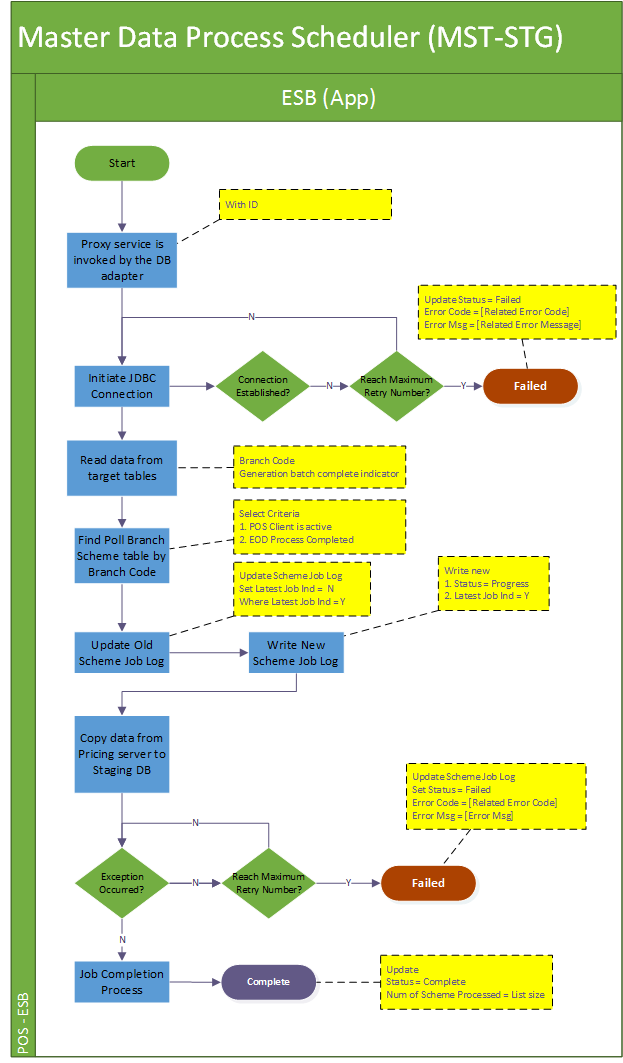 Master Data Process Scheduler (MST-STG)
ESB (App)
POS - ESB
Start
With ID
Proxy service is
invoked by the DB
adapter
Update Status = Failed
Error Code = [Related Error Code]
Error Msg = [Related Error Message]
N
Initiate JDBC
Connection
Connection
Established?
N
Reach Maximum
Retry Number?
Y
Failed
Read data from
target tables
Branch Code
Generation batch complete indicator
Find Poll Branch
Scheme table by
Branch Code
Select Criteria
1. POS Client is active
2. EOD Process Completed
Update Scheme Job Log
Set Latest Job Ind = N
Where Latest Job Ind = Y
Write new
1. Status = Progress
2. Latest Job Ind = Y
Update Old
Scheme Job Log
Write New
Scheme Job Log
Copy data from
Pricing server to
Staging DB
Update Scheme Job Log
Set Status = Failed
Error Code = [Related Error Code]
Error Msg = [Error Msg]
N
Exception
Occurred?
N
Reach Maximum
Retry Number?
Y
Failed
N
Job Completion
Process
Complete
Update
Status = Complete
Num of Scheme Processed = List size